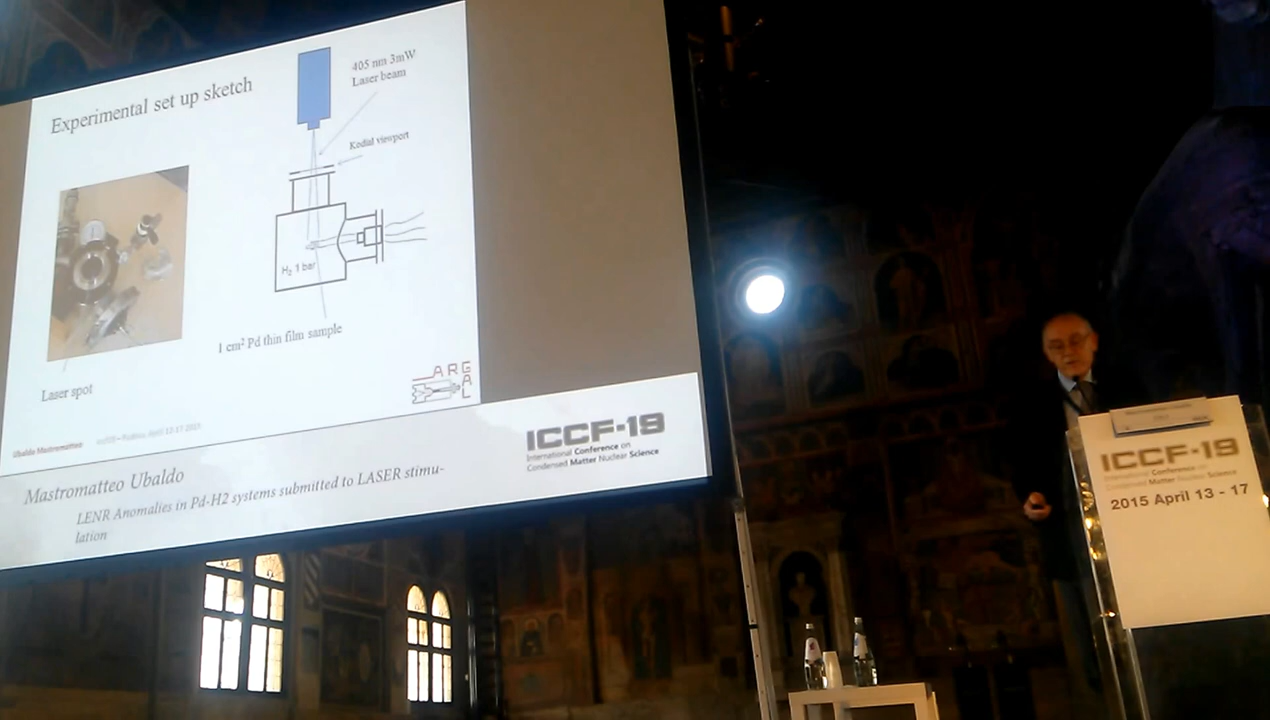 Experimental set up sketch
405 nm 3mW
Laser beam
Kodial viewport
H2 1 bar
1 cm² Pd thin film sample
Laser spot
ARGAL
Ubaldo Mastromatteo
Mastromatteo Ubaldo
LENR Anomalies in Pd-H2 systems submitted to LASER stimu-
lation
ICCF-19
International Conference on
Condensed Matter Nuclear Science
ICCF-19
International Conference on
Condensed Matter Nuclear Science
2015 April 13 - 17